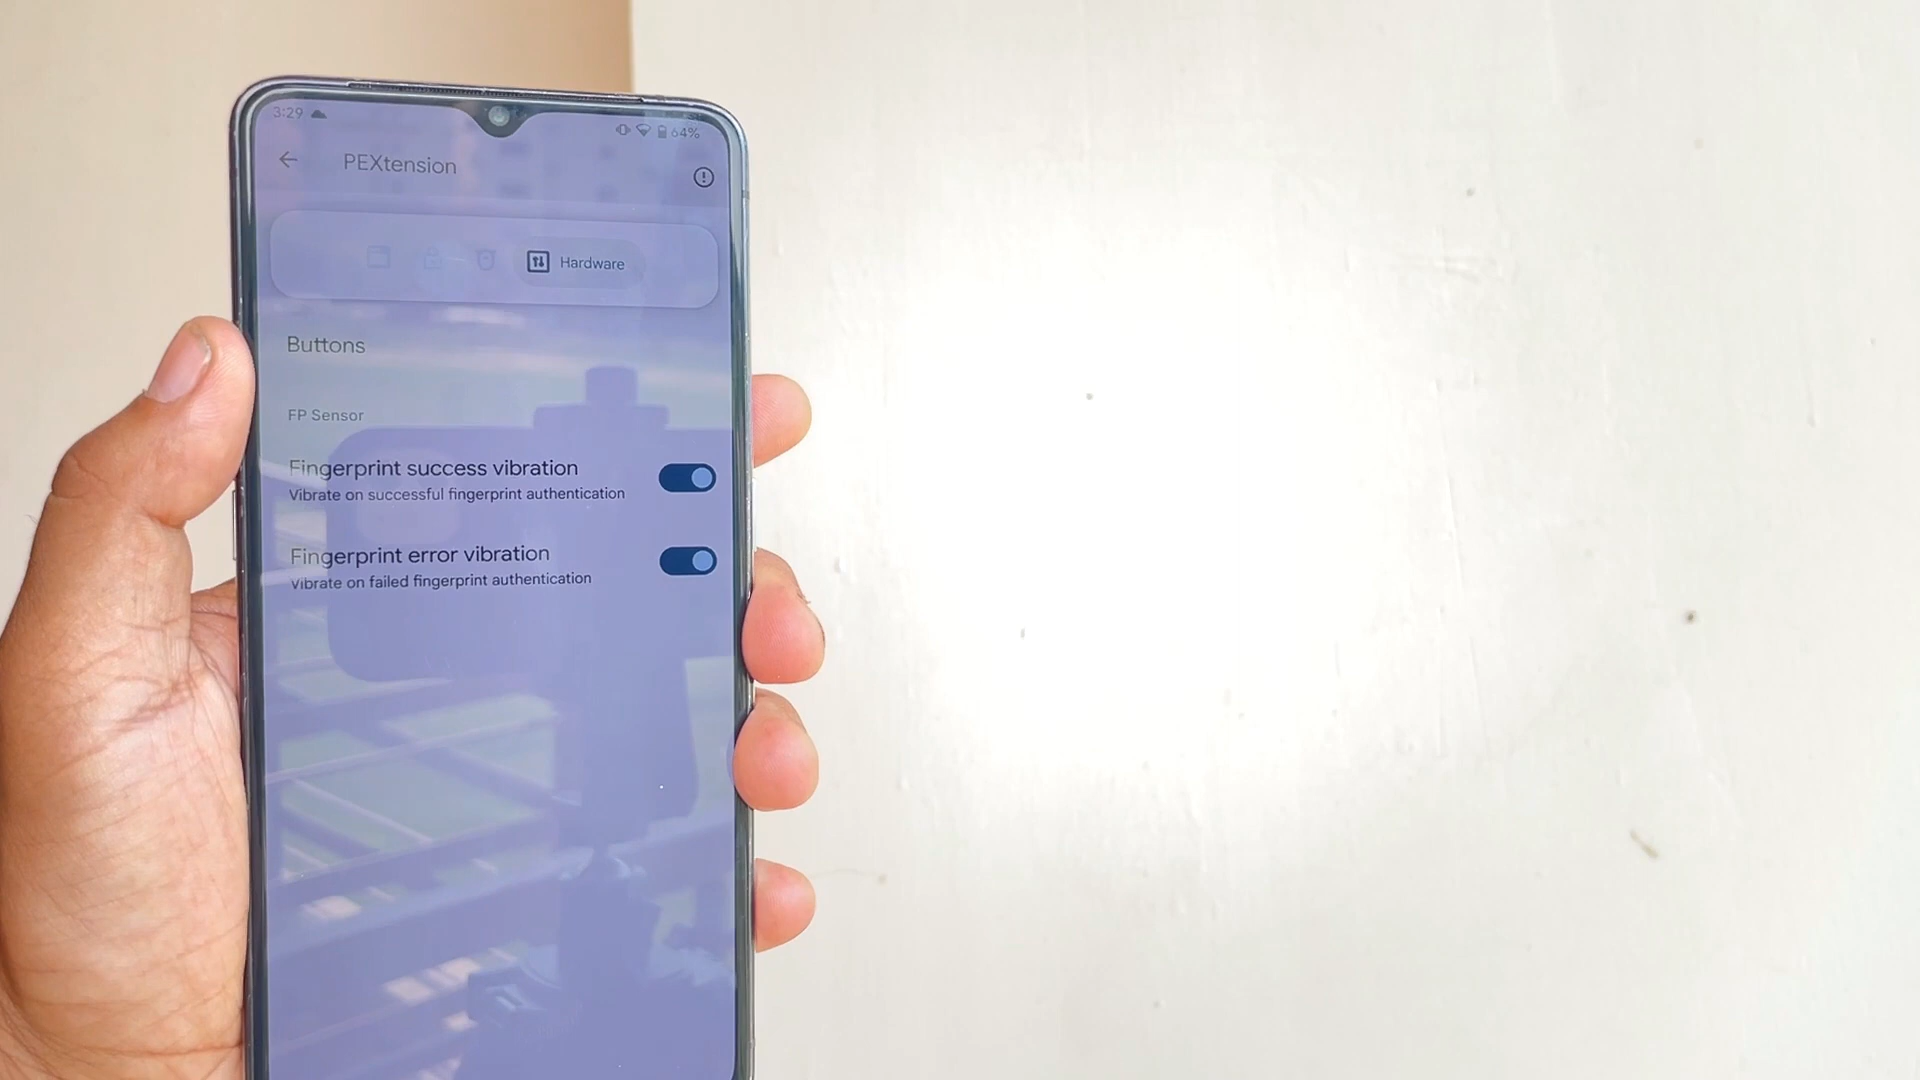 3:29
64%
PEXtension
Hardware
Buttons
FP Sensor
Fingerprint success vibration
Vibrate on successful fingerprint authentication
Fingerprint error vibration
Vibrate on failed fingerprint authentication